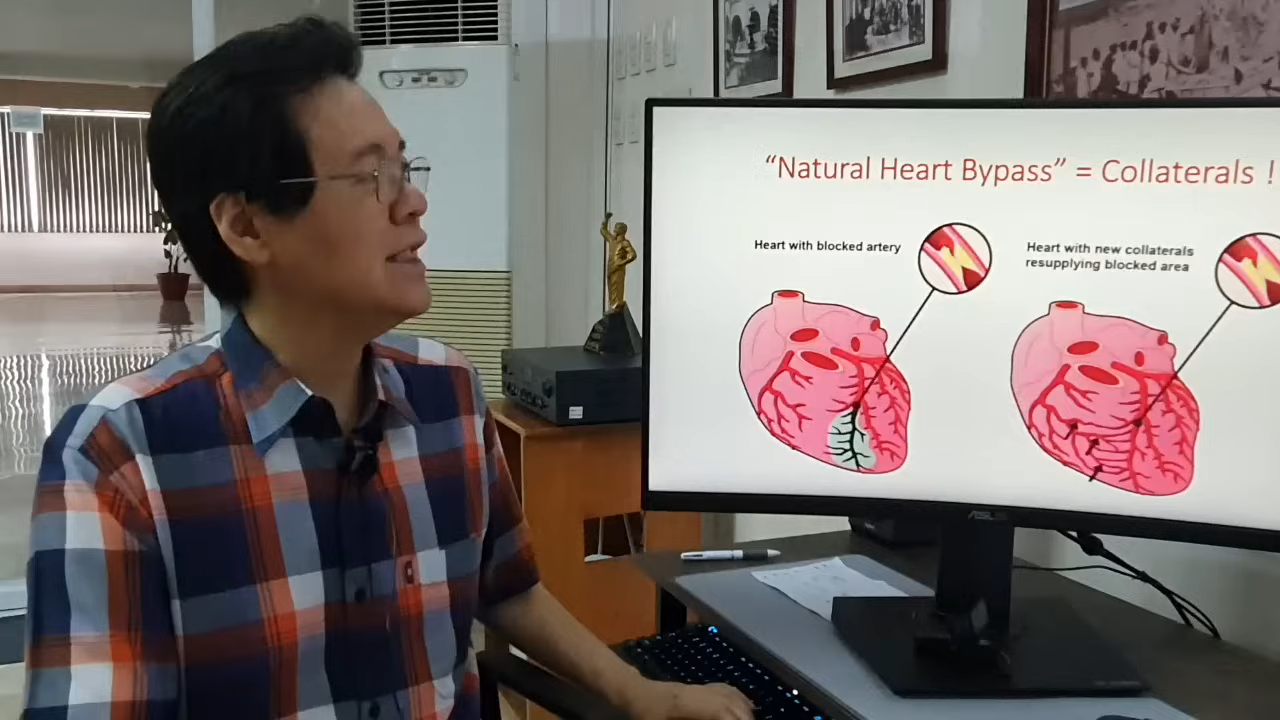 “Natural Heart Bypass” = Collaterals !
Heart with blocked artery
Heart with new collaterals
resupplying blocked area
ASUS